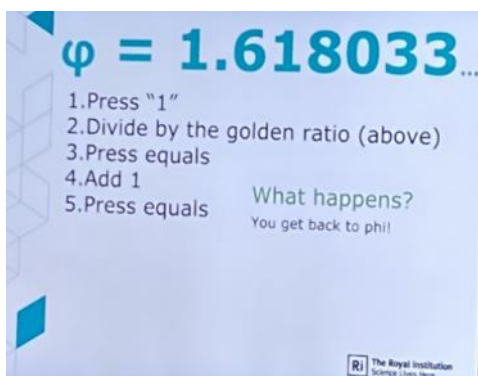 φ = 1.618033...
1.Press "1"
2.Divide by the golden ratio (above)
3.Press equals
4.Add 1
5.Press equals
What happens?
You get back to phi!
Ri The Royal Institution
Science Lives Here